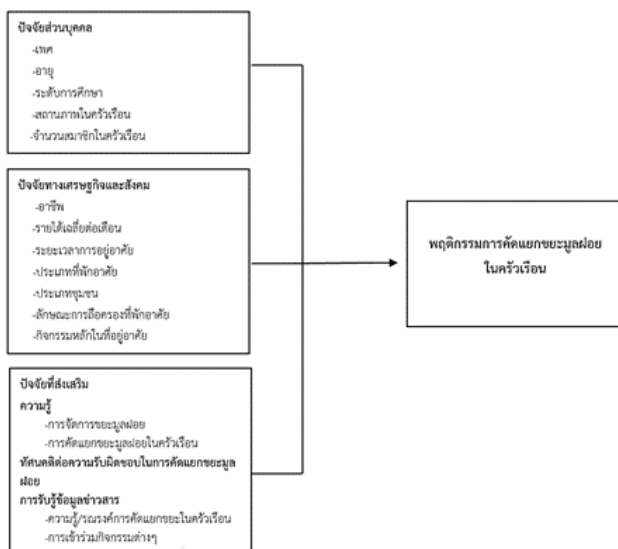 ปัจจัยส่วนบุคคล
-เพศ
-อายุ
-ระดับการศึกษา
-สถานภาพในครัวเรือน
-จำนวนสมาชิกในครัวเรือน
ปัจจัยทางเศรษฐกิจและสังคม
-อาชีพ
-รายได้เฉลี่ยต่อเดือน
-ระยะเวลาการอยู่อาศัย
-ประเภทที่พักอาศัย
-ประเภทชุมชน
-ลักษณะการถือครองที่พักอาศัย
-กิจกรรมหลักในที่อยู่อาศัย
ปัจจัยที่ส่งเสริม
ความรู้
-การจัดการขยะมูลฝอย
-การคัดแยกขยะมูลฝอยในครัวเรือน
ทัศนคติต่อความรับผิดชอบในการคัดแยกขยะมูล
ฝอย
การรับรู้ข้อมูลข่าวสาร
-ความรู้/รณรงค์การคัดแยกขยะในครัวเรือน
-การเข้าร่วมกิจกรรมต่างๆ
พฤติกรรมการคัดแยกขยะมูลฝอย
ในครัวเรือน